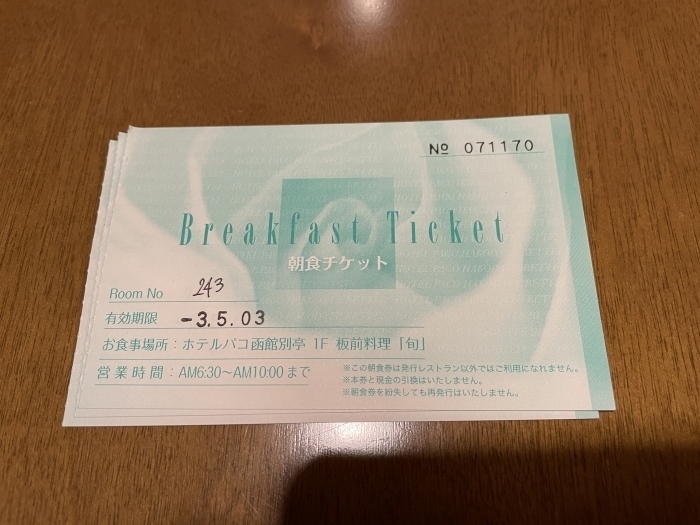 No 071170
Breakfast Ticket
朝食チケット
Room No 243
有効期限 -3.5.03
お食事場所：ホテルパコ函館別亭 1F 板前料理「旬」
営業時間：AM6:30～AM10:00まで
※この朝食券は発行レストラン以外ではご利用になれません。
※本券と現金の引換はいたしません。
※朝食券を紛失しても再発行はいたしません。